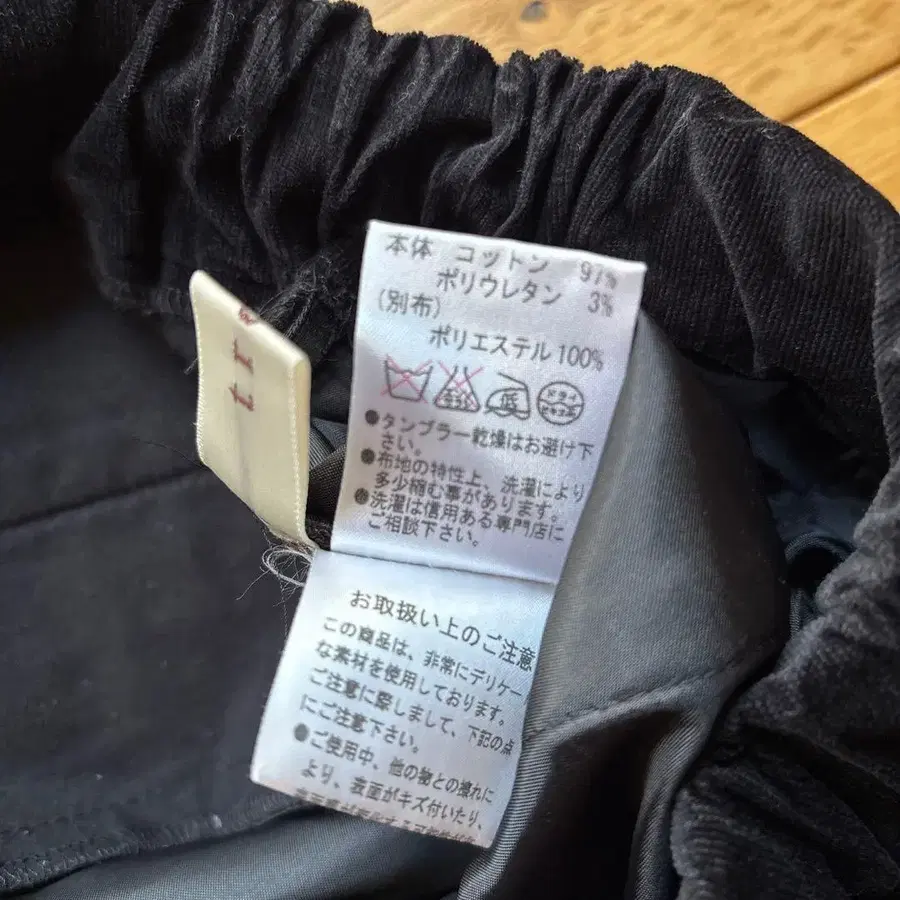 本体 コットン 97%
ポリウレタン 3%
(別布)
ポリエステル 100%
低 ドライ
●タンブラー乾燥はお避け下
さい。
●布地の特性上、洗濯により
多少縮む事があります。
●洗濯は信用ある専門店に
ご相談下さい。
お取扱い上のご注意
この商品は、非常にデリケー
な素材を使用しております。
ご注意に際しまして、下記の点
にご注意下さい。
●ご使用中、他の物との擦れに
より、表面がキズ付いたり、